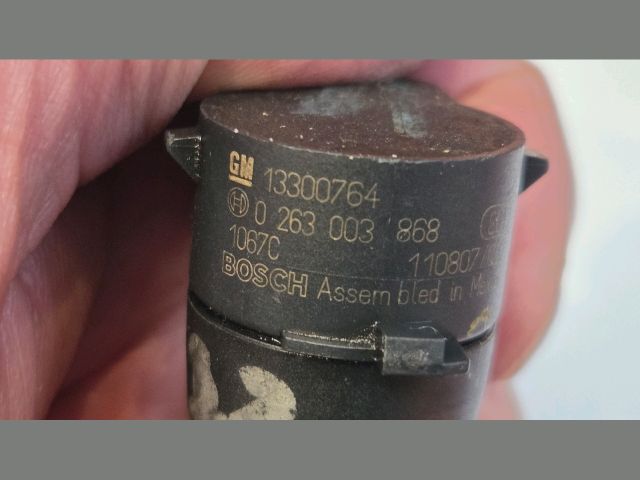 GM 13300764
0 263 003 868
1067C 110807/
BOSCH Assembled in